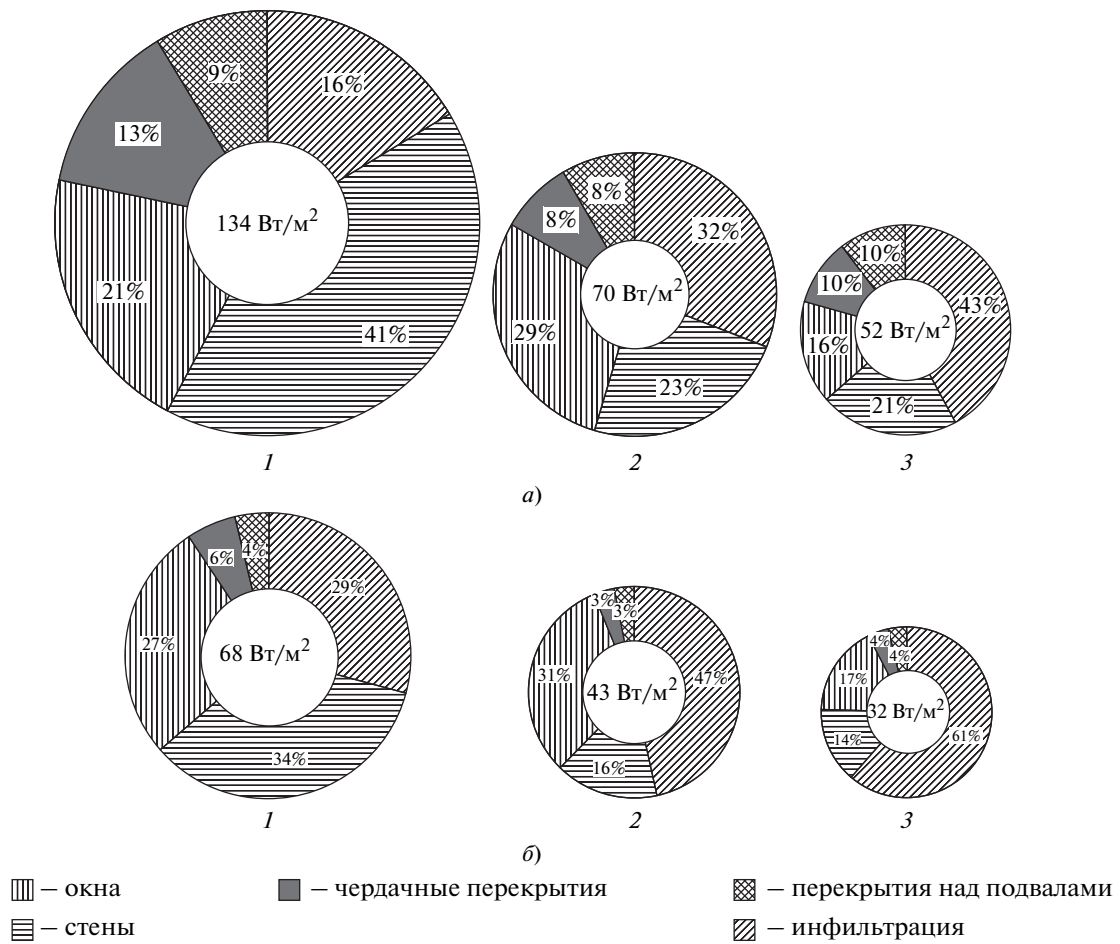 9%
16%
13%
134 Вт/м²
21%
41%
8%
8%
32%
70 Вт/м²
29%
23%
10%
10%
43%
52 Вт/м²
16%
21%
1
2
3
а)
6%
4%
29%
27%
68 Вт/м²
34%
3%
3%
31%
43 Вт/м²
47%
16%
4%
4%
17%
32 Вт/м²
14%
61%
1
2
3
б)
– окна
– чердачные перекрытия
– перекрытия над подвалами
– стены
– инфильтрация